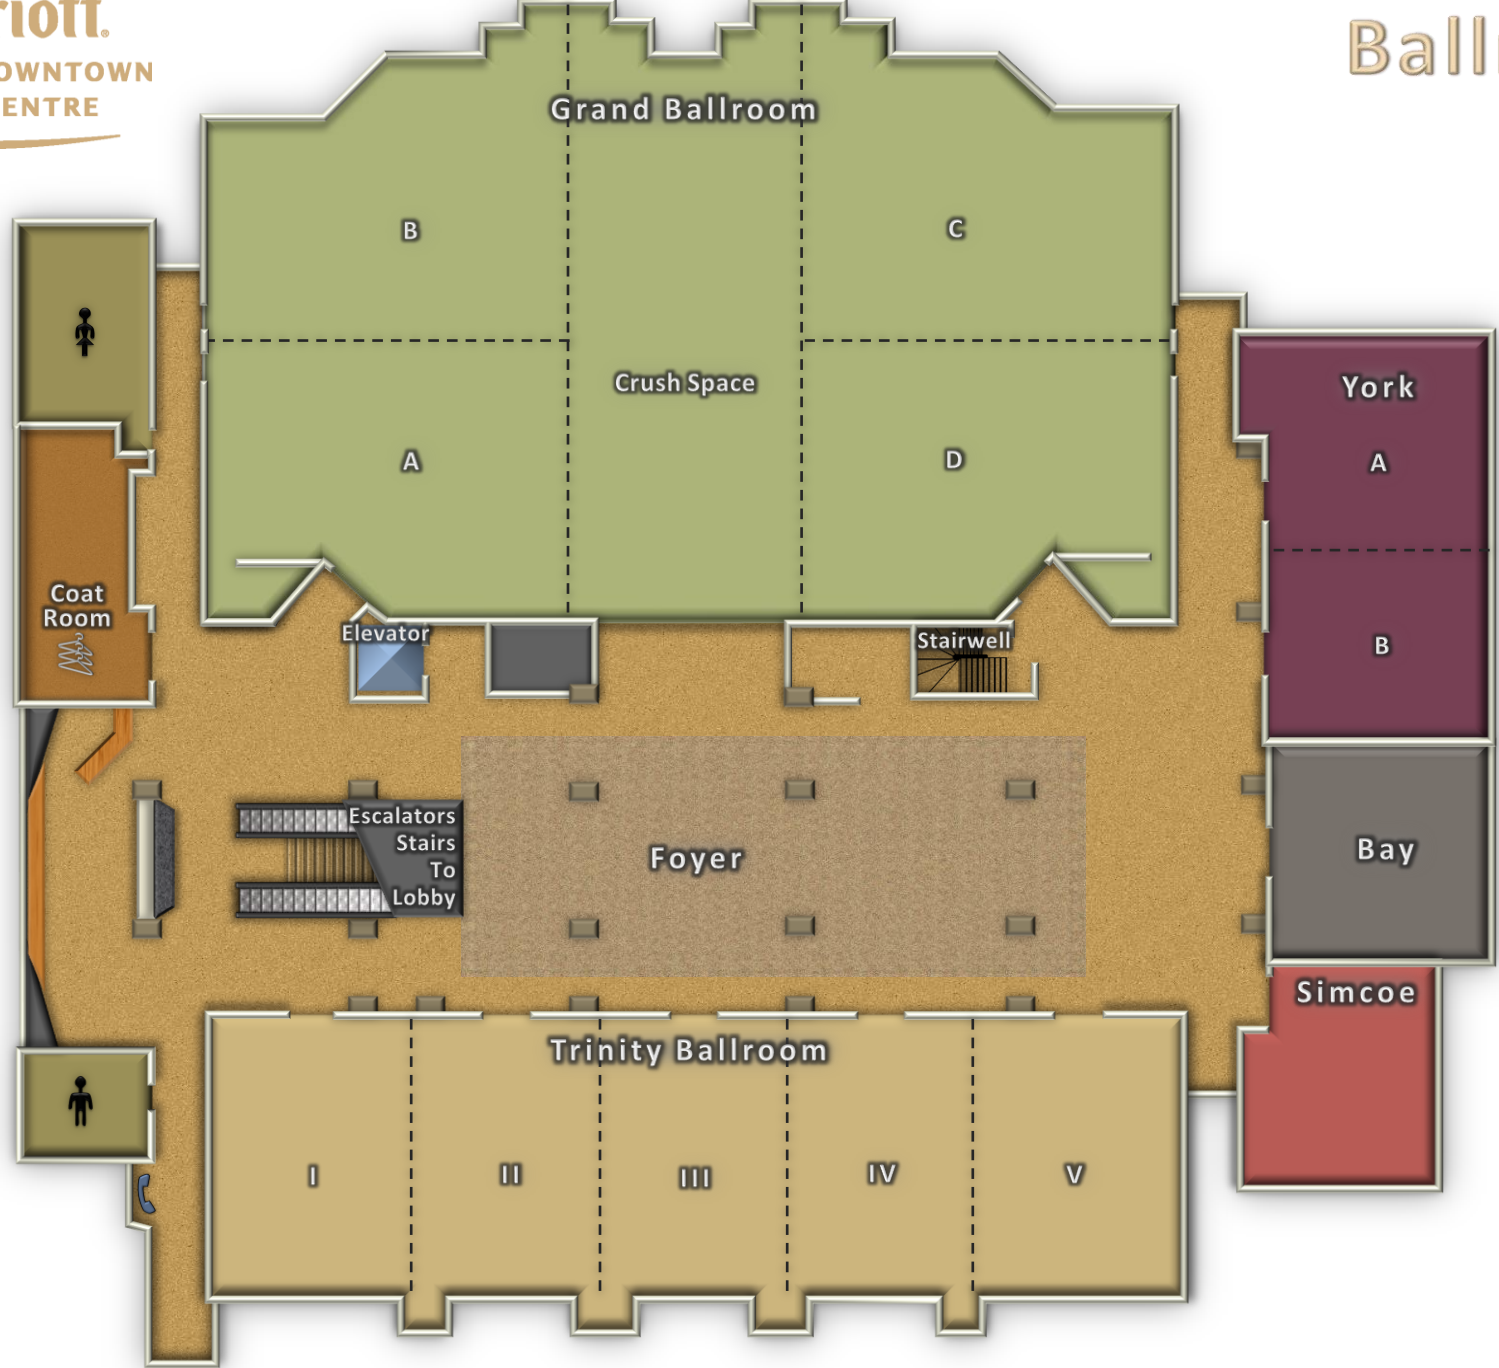 OWNTOWN
ENTRE
Ball
Grand Ballroom
B
C
Crush Space
A
D
York
A
B
Coat
Room
Elevator
Stairwell
Escalators
Stairs
To
Lobby
Foyer
Bay
Simcoe
Trinity Ballroom
I
II
III
IV
V